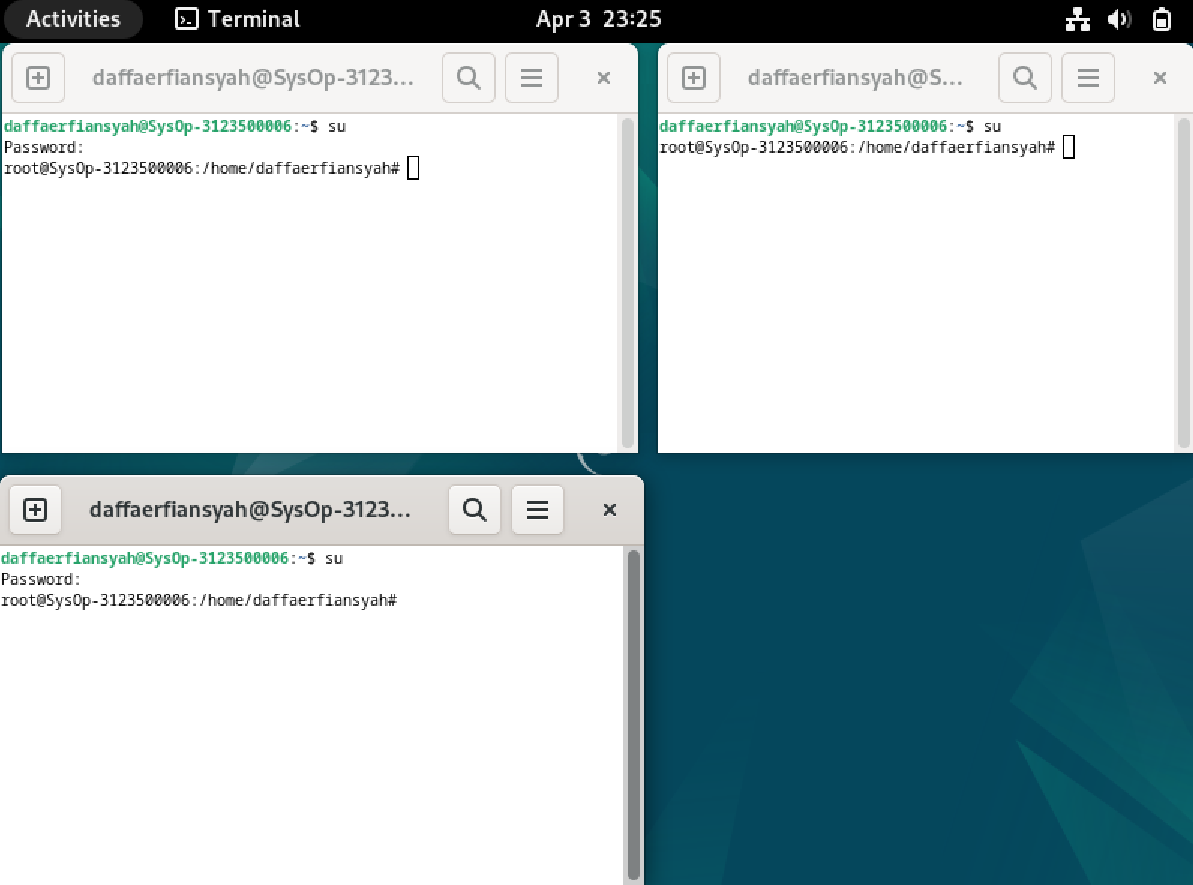 Activities
Terminal
Apr 3 23:25
daffaerfiansyah@SysOp-3123...
daffaerfiansyah@SysOp-3123500006:~$ su
Password:
root@SysOp-3123500006:/home/daffaerfiansyah#
daffaerfiansyah@S...
daffaerfiansyah@SysOp-3123500006:~$ su
root@SysOp-3123500006:/home/daffaerfiansyah#
daffaerfiansyah@SysOp-3123...
daffaerfiansyah@SysOp-3123500006:~$ su
Password:
root@SysOp-3123500006:/home/daffaerfiansyah#